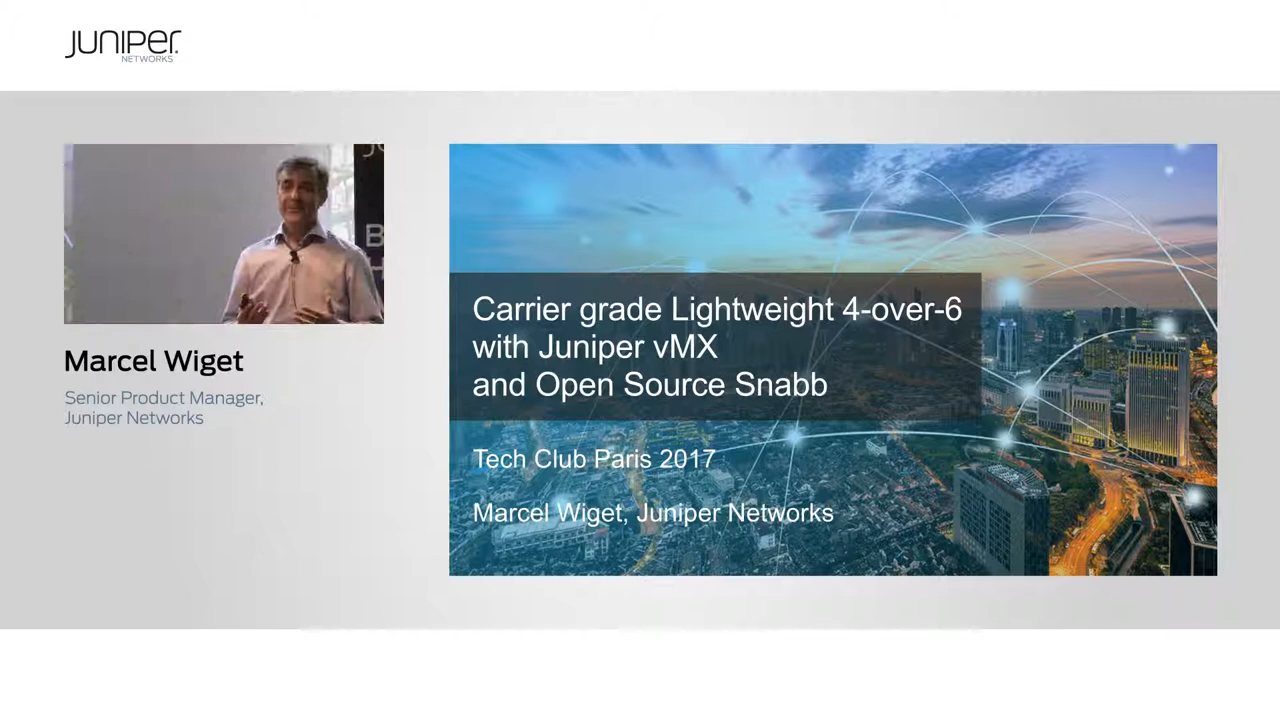 JUNIPER
NETWORKS
Marcel Wiget
Senior Product Manager,
Juniper Networks
Carrier grade Lightweight 4-over-6
with Juniper vMX
and Open Source Snabb
Tech Club Paris 2017
Marcel Wiget, Juniper Networks